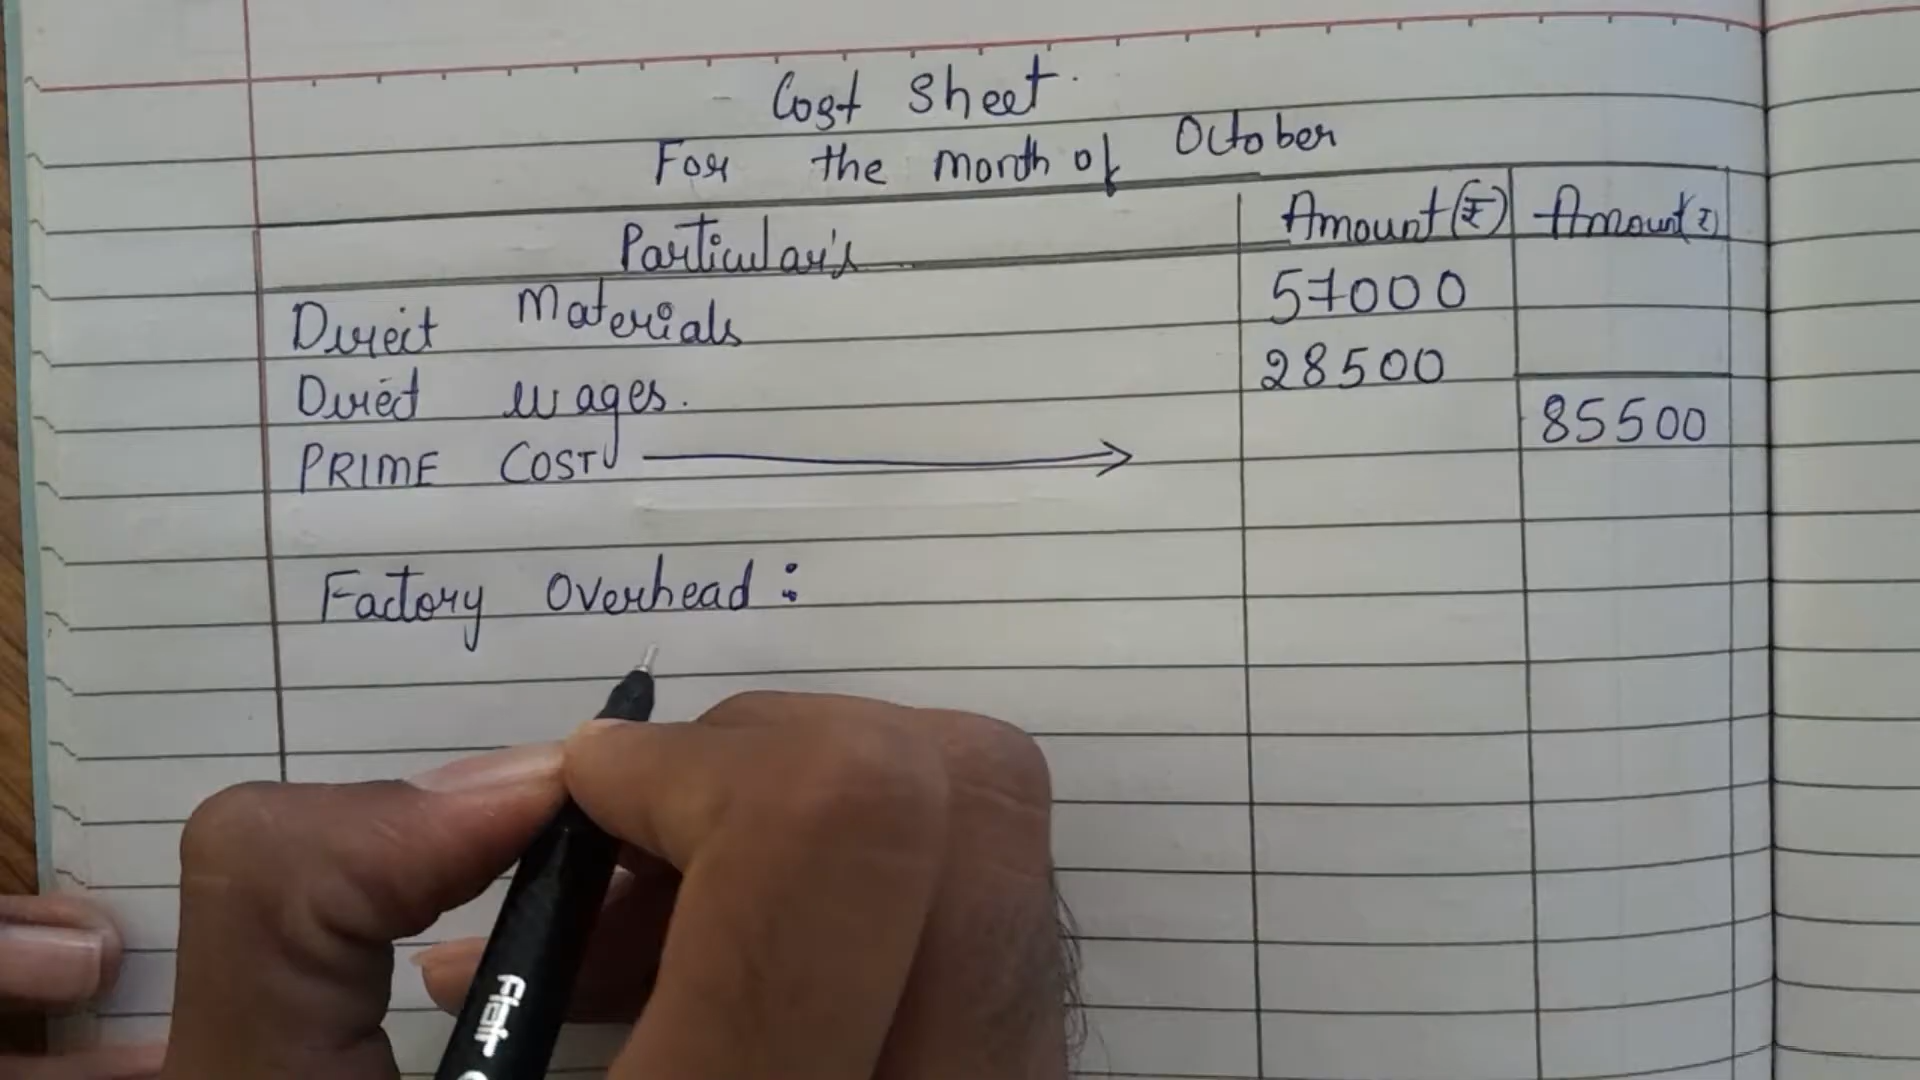 Cost Sheet.
For the month of October
Particular's Amount(₹) Amount(₹)
Direct Materials 57000
Direct wages. 28500
PRIME COST 85500
Factory Overhead :
Flair